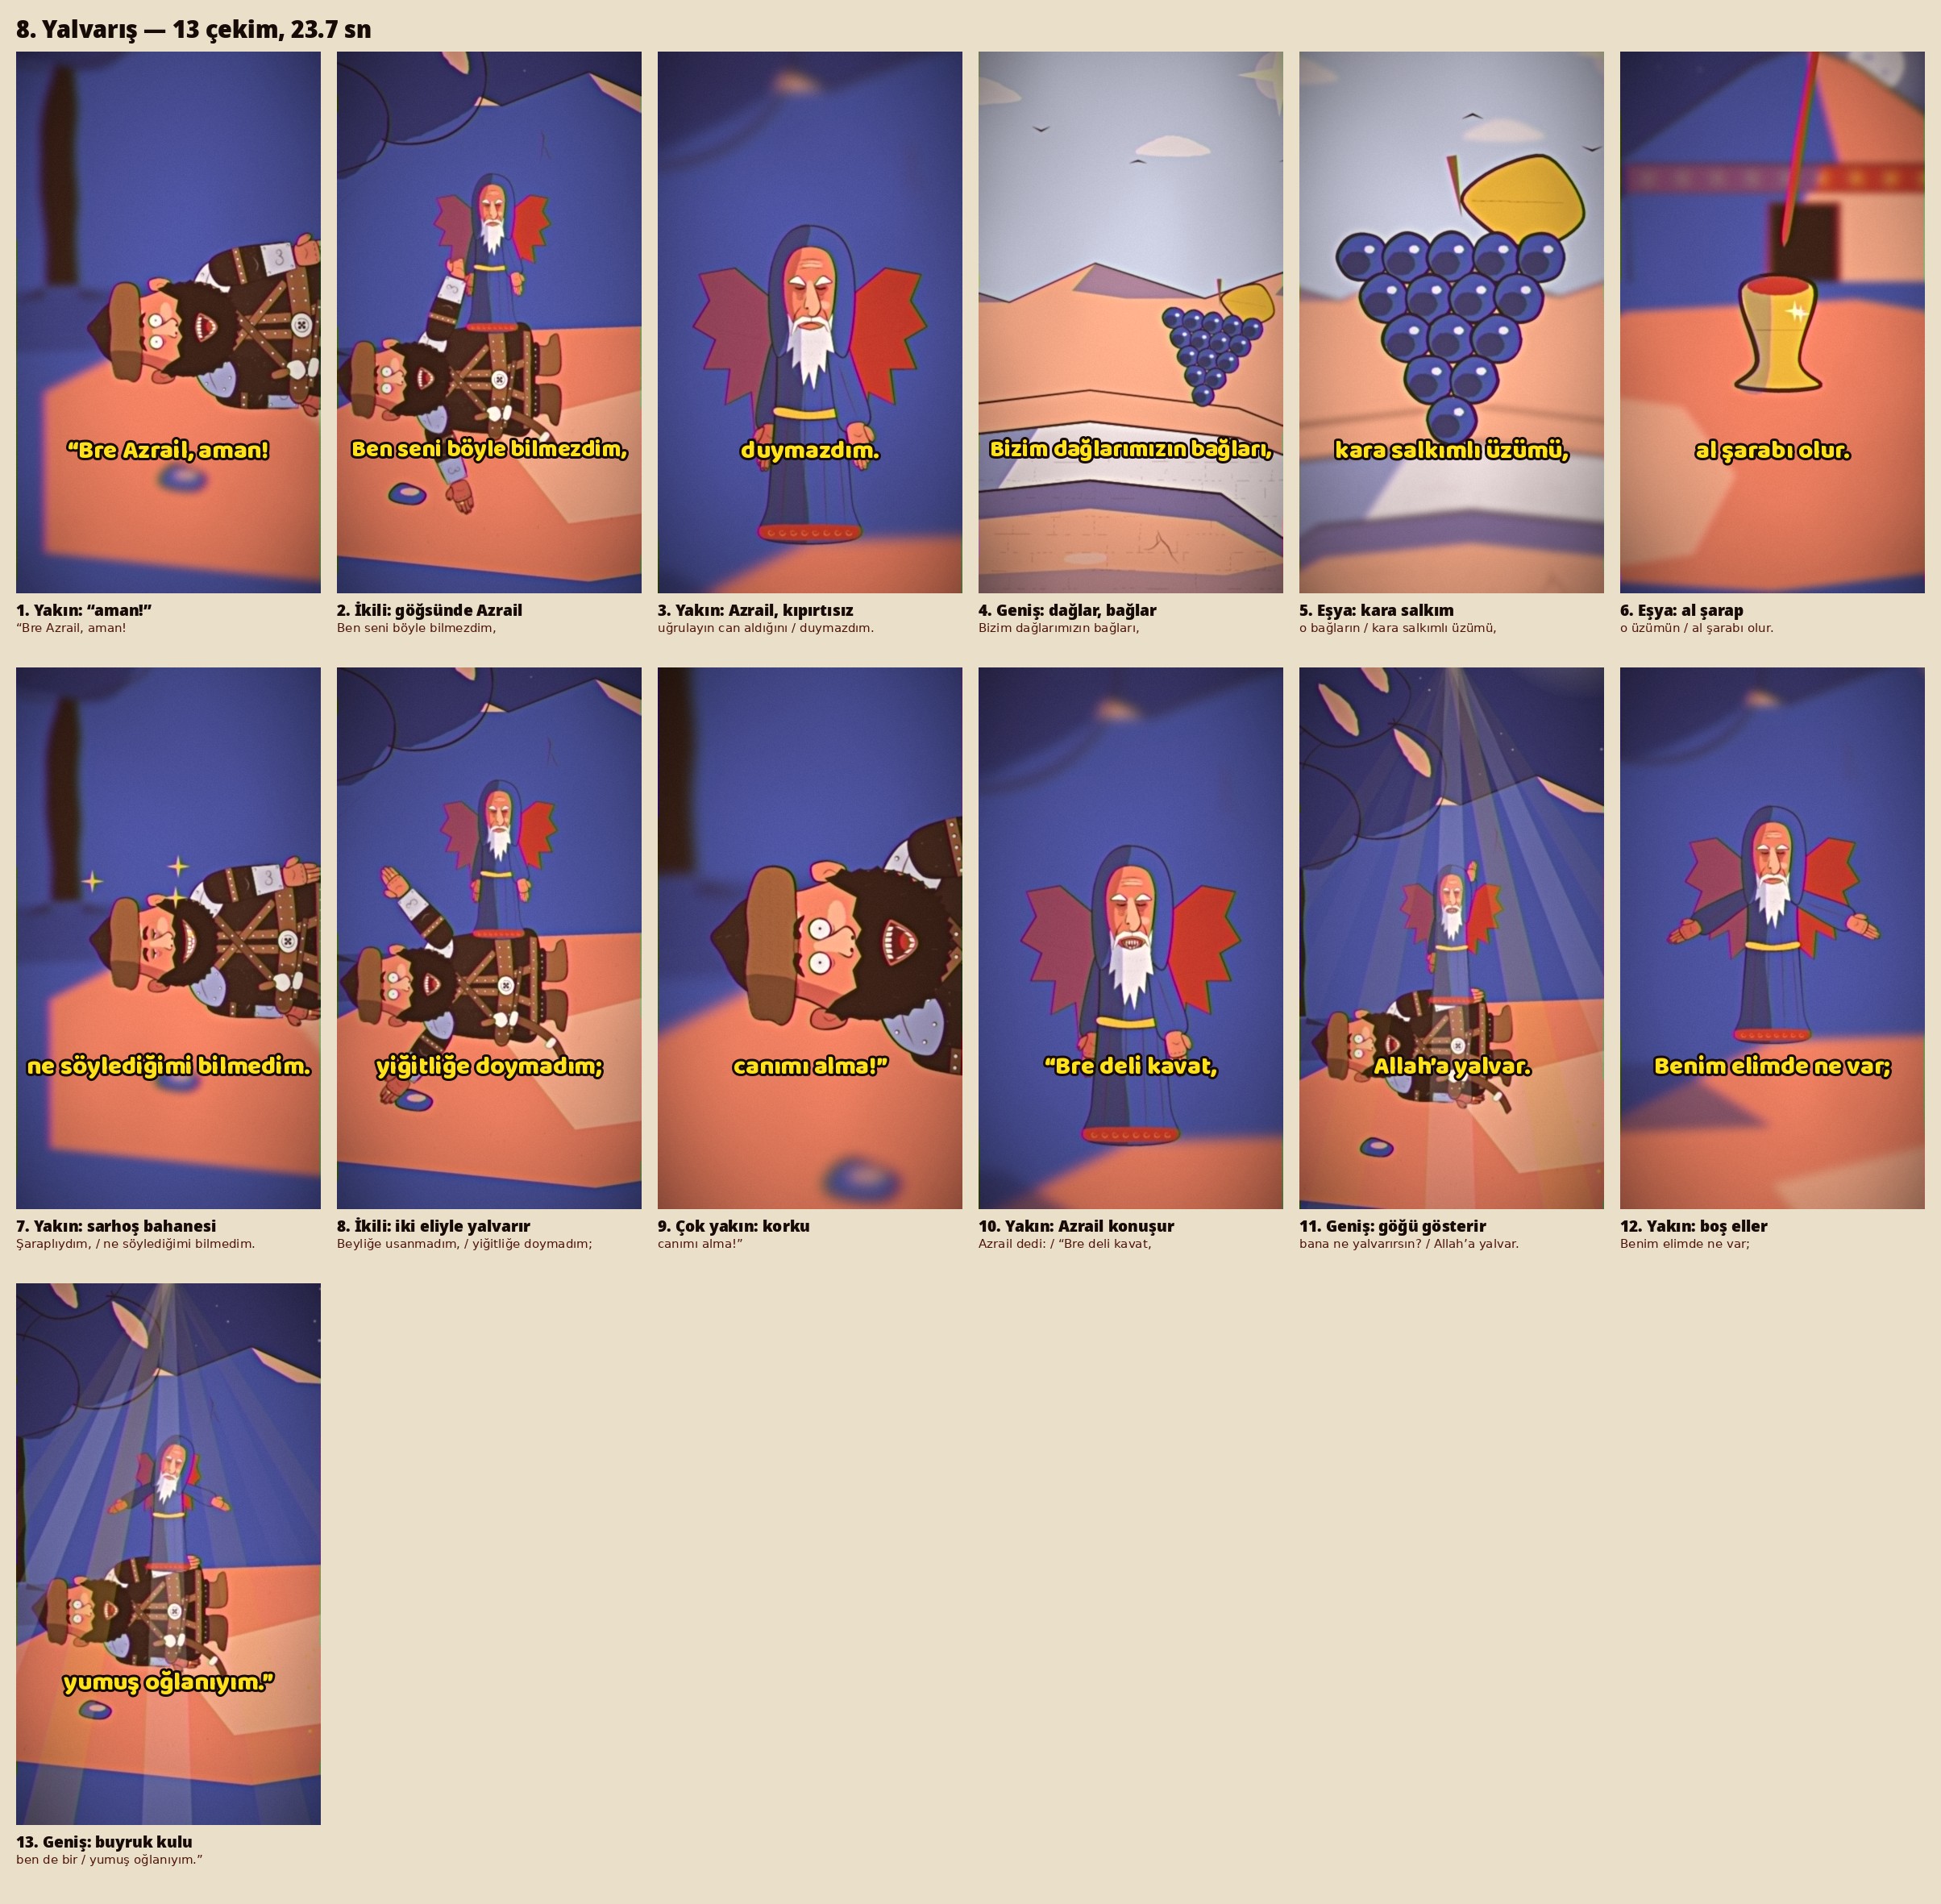 8. Yalvarış — 13 çekim, 23.7 sn
“Bre Azrail, aman!
Ben seni böyle bilmezdim,
duymazdım.
Bizim dağlarımızın bağları,
kara salkımlı üzümü,
al şarabı olur.
1. Yakın: “aman!”
“Bre Azrail, aman!
2. İkili: göğsünde Azrail
Ben seni böyle bilmezdim,
3. Yakın: Azrail, kıpırtısız
uğrulayın can aldığını / duymazdım.
4. Geniş: dağlar, bağlar
Bizim dağlarımızın bağları,
5. Eşya: kara salkım
o bağların / kara salkımlı üzümü,
6. Eşya: al şarap
o üzümün / al şarabı olur.
ne söylediğimi bilmedim.
yiğitliğe doymadım;
canımı alma!”
“Bre deli kavat,
Allah’a yalvar.
Benim elimde ne var;
7. Yakın: sarhoş bahanesi
Şaraplıydım, / ne söylediğimi bilmedim.
8. İkili: iki eliyle yalvarır
Beyliğe usanmadım, / yiğitliğe doymadım;
9. Çok yakın: korku
canımı alma!”
10. Yakın: Azrail konuşur
Azrail dedi: / “Bre deli kavat,
11. Geniş: göğü gösterir
bana ne yalvarırsın? / Allah’a yalvar.
12. Yakın: boş eller
Benim elimde ne var;
yumuş oğlanıyım.”
13. Geniş: buyruk kulu
ben de bir / yumuş oğlanıyım.”